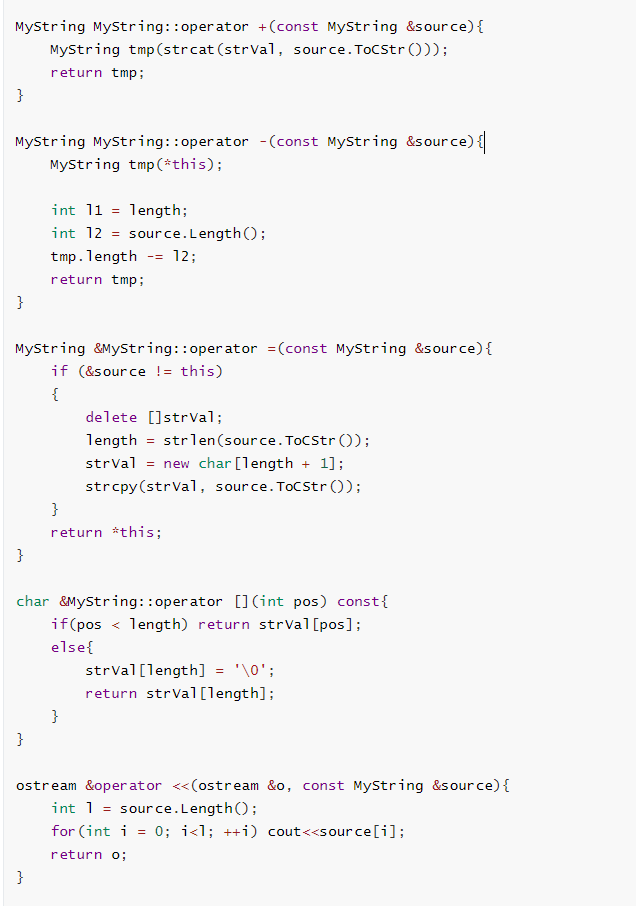 MyString MyString::operator +(const MyString &source){
    MyString tmp(strcat(strVal, source.ToCStr()));
    return tmp;
}

MyString MyString::operator -(const MyString &source){
    MyString tmp(*this);

    int l1 = length;
    int l2 = source.Length();
    tmp.length -= l2;
    return tmp;
}

MyString &MyString::operator =(const MyString &source){
    if (&source != this)
    {
        delete []strVal;
        length = strlen(source.ToCStr());
        strVal = new char[length + 1];
        strcpy(strVal, source.ToCStr());
    }
    return *this;
}

char &MyString::operator [](int pos) const{
    if(pos < length) return strVal[pos];
    else{
        strVal[length] = '\0';
        return strVal[length];
    }
}

ostream &operator <<(ostream &o, const MyString &source){
    int l = source.Length();
    for(int i = 0; i<l; ++i) cout<<source[i];
    return o;
}